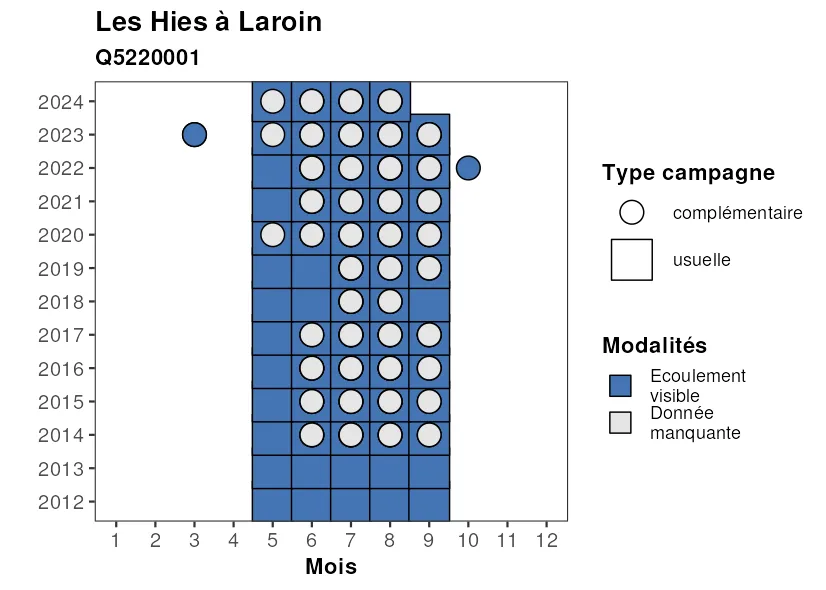 Les Hies à Laroin
Q5220001
2024
2023
2022
2021
2020
2019
2018
2017
2016
2015
2014
2013
2012
1 2 3 4 5 6 7 8 9 10 11 12
Mois
Type campagne
complémentaire
usuelle
Modalités
Ecoulement
visible
Donnée
manquante